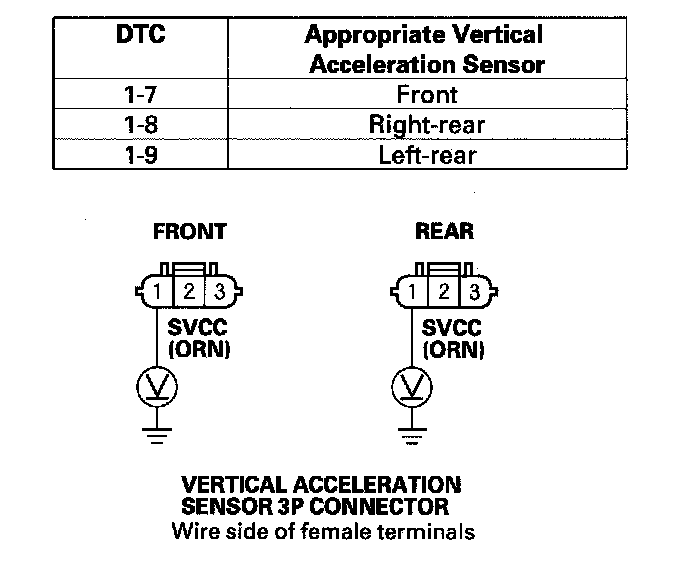 DTC Appropriate Vertical
Acceleration Sensor
1-7 Front
1-8 Right-rear
1-9 Left-rear
FRONT REAR
1 2 3 1 2 3
SVCC SVCC
(ORN) (ORN)
V V
VERTICAL ACCELERATION
SENSOR 3P CONNECTOR
Wire side of female terminals